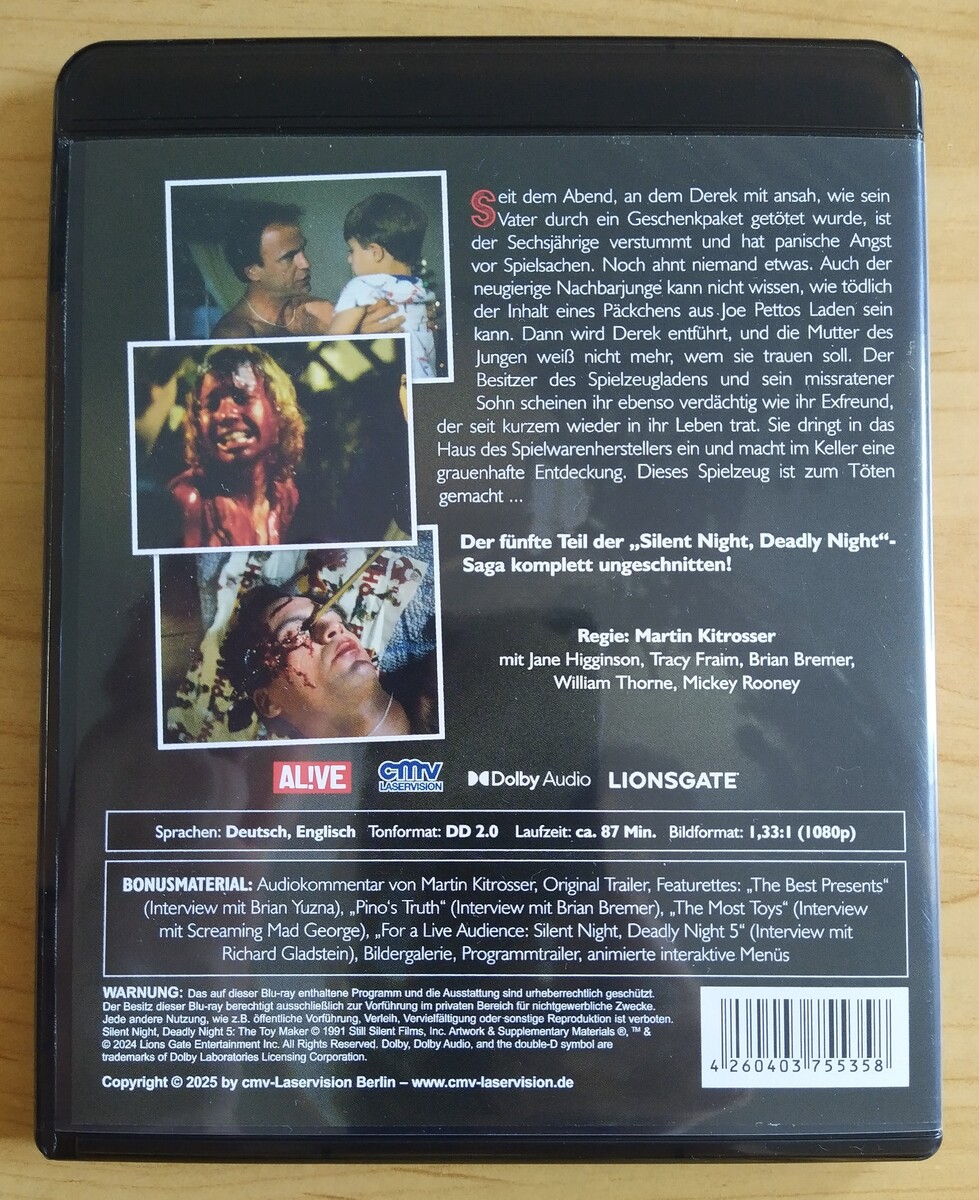 Seit dem Abend, an dem Derek mit ansah, wie sein
Vater durch ein Geschenkpaket getötet wurde, ist
der Sechsjährige verstummt und hat panische Angst
vor Spielsachen. Noch ahnt niemand etwas. Auch der
neugierige Nachbarjunge kann nicht wissen, wie tödlich
der Inhalt eines Päckchens aus Joe Pettos Laden sein
kann. Dann wird Derek entführt, und die Mutter des
Jungen weiß nicht mehr, wem sie trauen soll. Der
Besitzer des Spielzeugladens und sein missratener
Sohn scheinen ihr ebenso verdächtig wie ihr Exfreund,
der seit kurzem wieder in ihr Leben trat. Sie dringt in das
Haus des Spielwarenherstellers ein und macht im Keller eine
grauenhafte Entdeckung. Dieses Spielzeug ist zum Töten
gemacht ...
Der fünfte Teil der „Silent Night, Deadly Night“-
Saga komplett ungeschnitten!
Regie: Martin Kitrosser
mit Jane Higginson, Tracy Fraim, Brian Bremer,
William Thorne, Mickey Rooney
AL!VE
cmv LASERVISION
Dolby Audio
LIONSGATE
Sprachen: Deutsch, Englisch Tonformat: DD 2.0 Laufzeit: ca. 87 Min. Bildformat: 1,33:1 (1080p)
BONUSMATERIAL: Audiokommentar von Martin Kitrosser, Original Trailer, Featurettes: „The Best Presents“
(Interview mit Brian Yuzna), „Pino's Truth“ (Interview mit Brian Bremer), „The Most Toys“ (Interview
mit Screaming Mad George), „For a Live Audience: Silent Night, Deadly Night 5“ (Interview mit
Richard Gladstein), Bildergalerie, Programmtrailer, animierte interaktive Menüs
WARNUNG: Das auf dieser Blu-ray enthaltene Programm und die Ausstattung sind urheberrechtlich geschützt.
Der Besitz dieser Blu-ray berechtigt ausschließlich zur Vorführung im privaten Bereich für nichtgewerbliche Zwecke.
Jede andere Nutzung, wie z.B. öffentliche Vorführung, Verleih, Vervielfältigung oder sonstige Reproduktion ist verboten.
Silent Night, Deadly Night 5: The Toy Maker © 1991 Still Silent Films, Inc. Artwork & Supplementary Materials ®, ™ &
© 2024 Lions Gate Entertainment Inc. All Rights Reserved. Dolby, Dolby Audio, and the double-D symbol are
trademarks of Dolby Laboratories Licensing Corporation.
Copyright © 2025 by cmv-Laservision Berlin – www.cmv-laservision.de
4 260403 755358